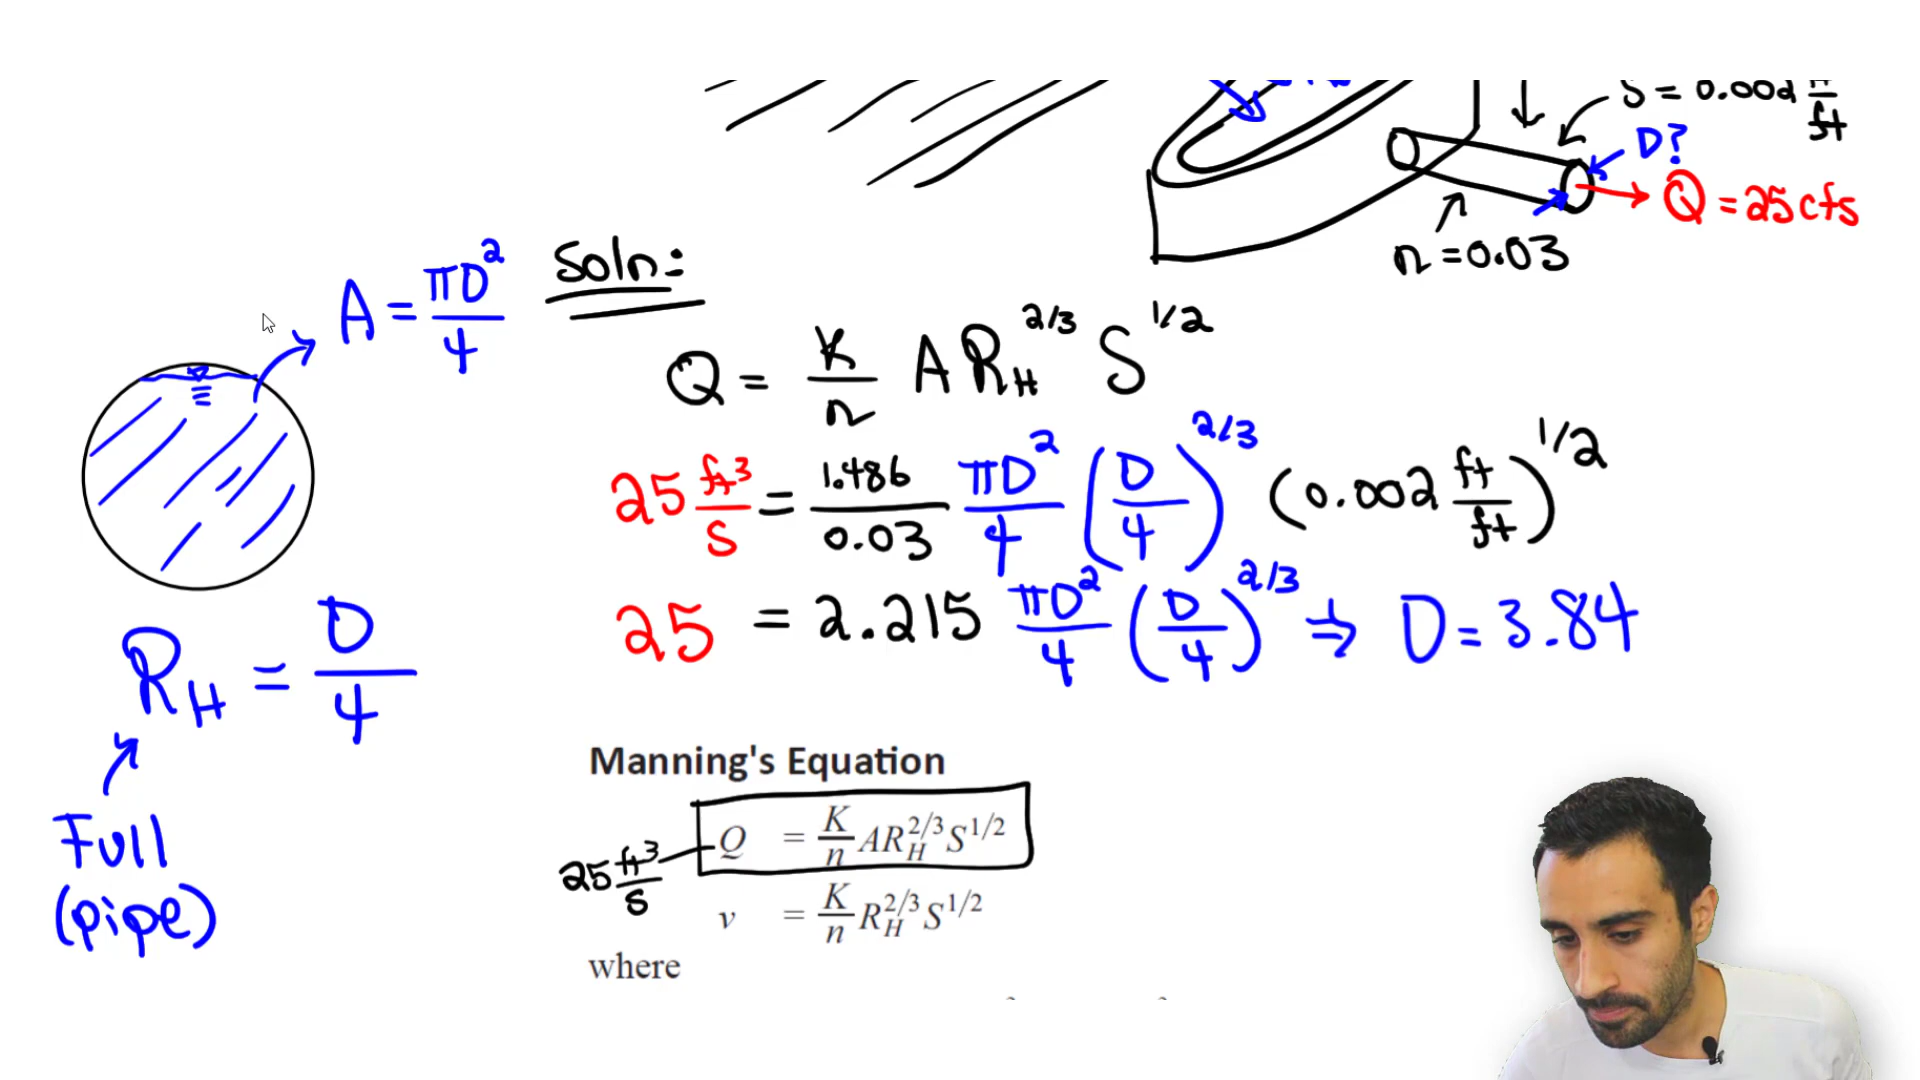 S = 0.002 ft/ft
D?
Q = 25cfs
n = 0.03
A = πD²/4
Soln:
Q = K/n A R_H^2/3 S^1/2
25 ft³/s = 1.486/0.03 πD²/4 (D/4)^2/3 (0.002 ft/ft)^1/2
25 = 2.215 πD²/4 (D/4)^2/3 ⇒ D = 3.84
R_H = D/4
Full
(pipe)
Manning's Equation
25 ft³/s
Q = K/n AR_H^2/3 S^1/2
v = K/n R_H^2/3 S^1/2
where